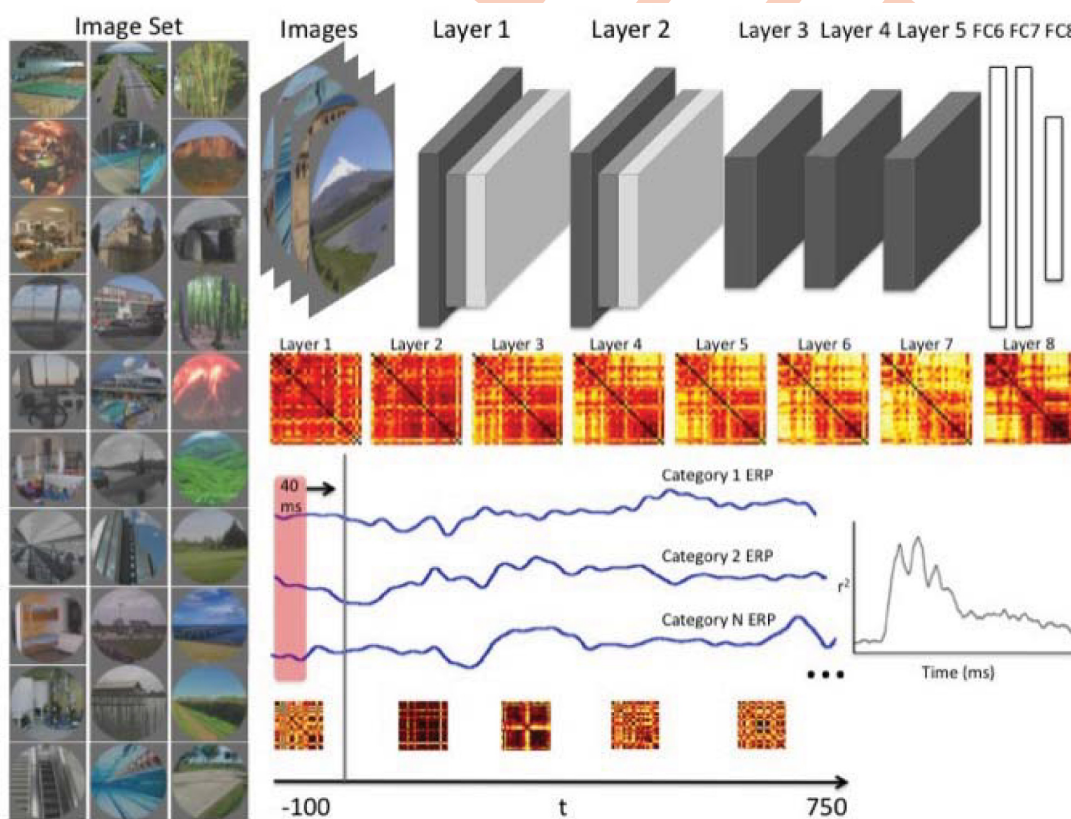 Image Set
Images
Layer 1
Layer 2
Layer 3
Layer 4
Layer 5
FC6
FC7
FC8
Layer 1
Layer 2
Layer 3
Layer 4
Layer 5
Layer 6
Layer 7
Layer 8
40
ms
Category 1 ERP
Category 2 ERP
Category N ERP
r²
Time (ms)
-100
t
750